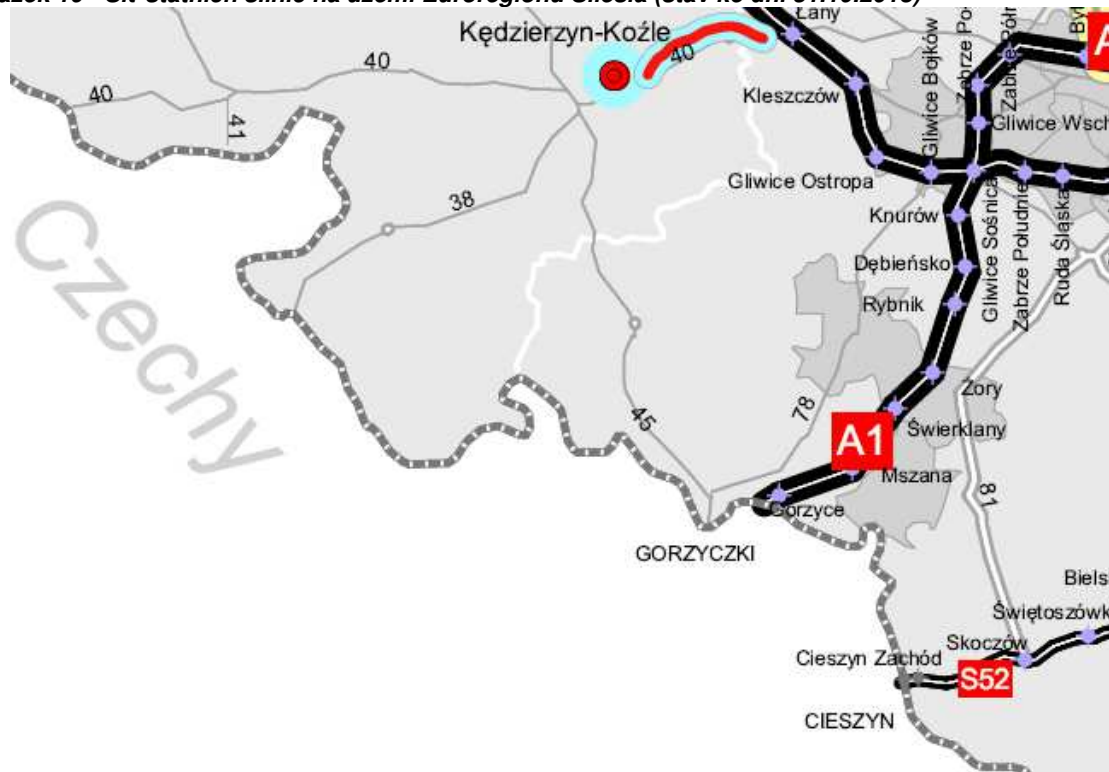 Kędzierzyn-Koźle
40
Łany
40
40
41
Kleszczów
Gliwice Bojków
Gliwice Wsch
Gliwice Ostropa
38
Knurów
Gliwice Sośnica
Zabrze Południe
Ruda Śląska
Dębieńsko
Rybnik
Czechy
45
78
Żory
A1
Świerklany
Mszana
81
Gorzyce
GORZYCZKI
Biels
Świętoszówk
Skoczów
Cieszyn Zachód
S52
CIESZYN